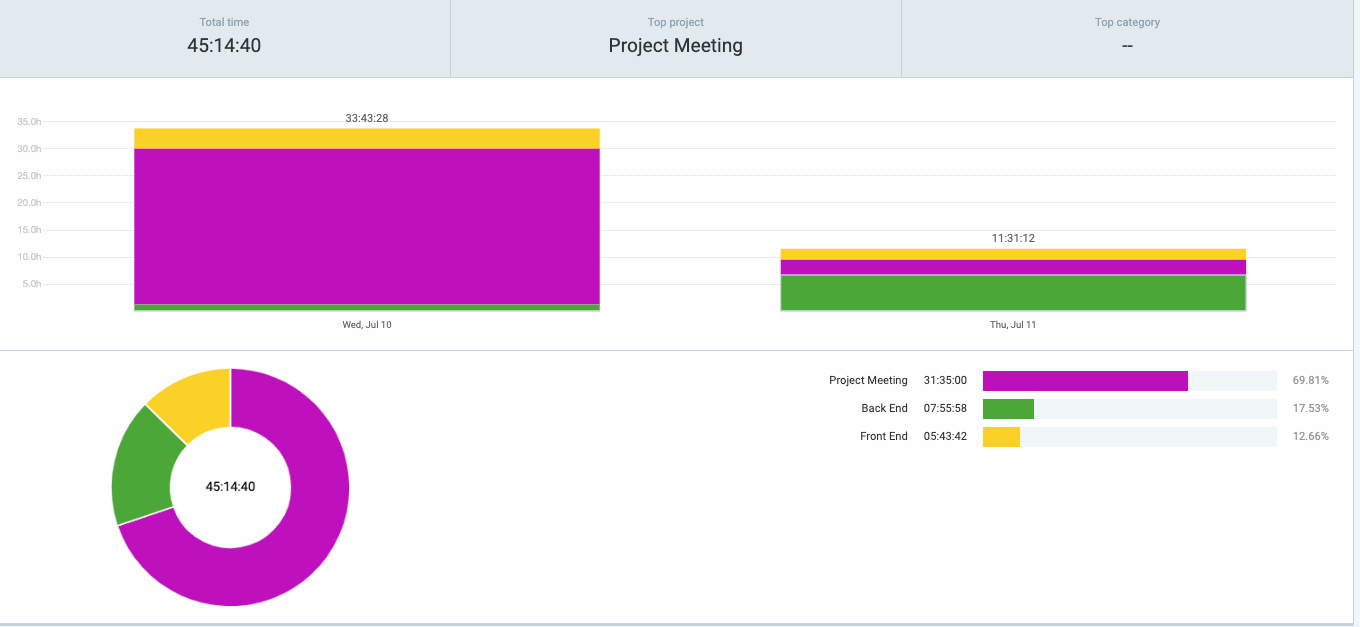 Total time
45:14:40
Top project
Project Meeting
Top category
--
33:43:28
35.0h
30.0h
25.0h
20.0h
15.0h
10.0h
5.0h
11:31:12
Wed, Jul 10
Thu, Jul 11
45:14:40
Project Meeting 31:35:00 69.81%
Back End 07:55:58 17.53%
Front End 05:43:42 12.66%